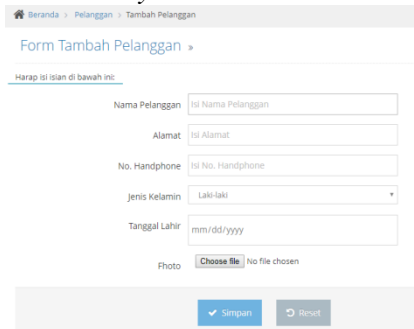 Beranda > Pelanggan > Tambah Pelanggan
Form Tambah Pelanggan »
Harap isi isian di bawah ini:
Nama Pelanggan Isi Nama Pelanggan
Alamat Isi Alamat
No. Handphone Isi No. Handphone
Jenis Kelamin Laki-laki
Tanggal Lahir mm/dd/yyyy
Fhoto Choose file No file chosen
Simpan Reset